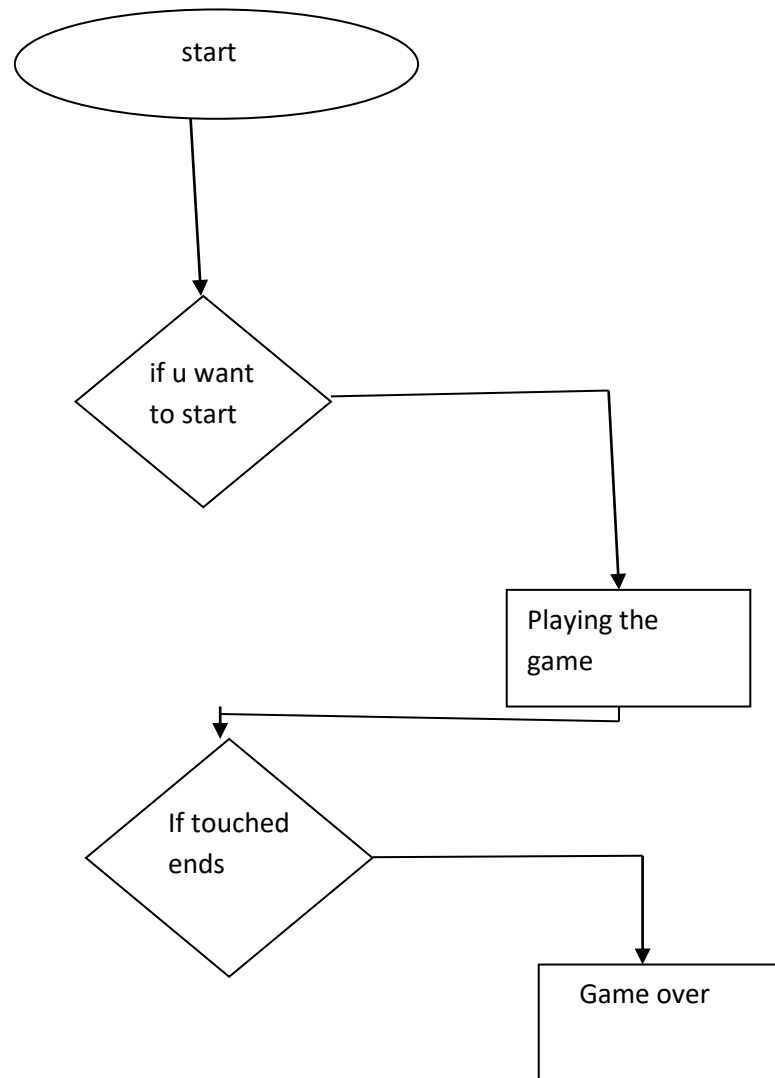 start
if u want
to start
Playing the
game
If touched
ends
Game over